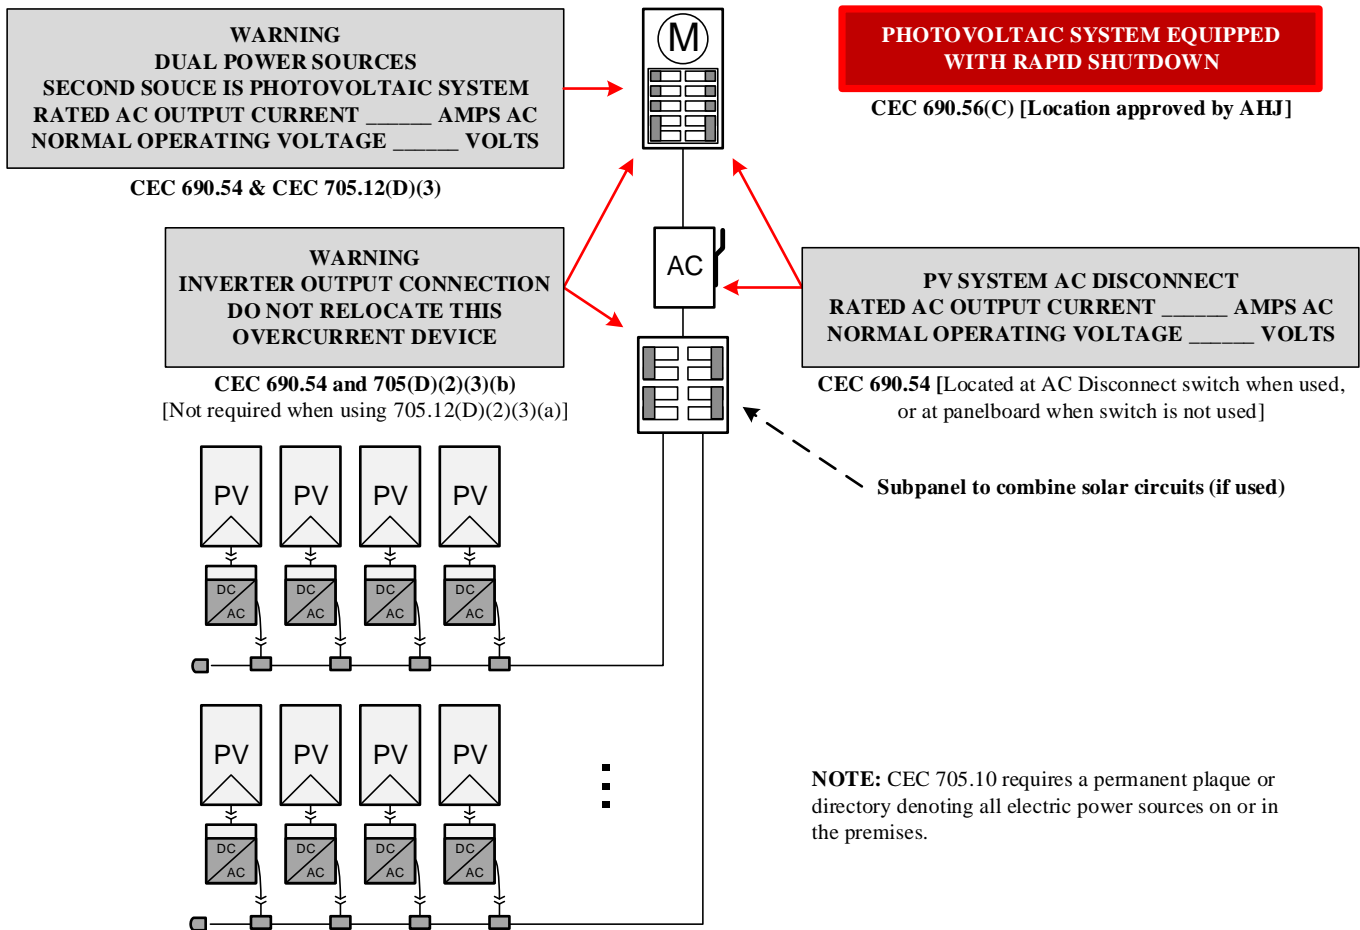 WARNING
DUAL POWER SOURCES
SECOND SOUCE IS PHOTOVOLTAIC SYSTEM
RATED AC OUTPUT CURRENT ______ AMPS AC
NORMAL OPERATING VOLTAGE ______ VOLTS
CEC 690.54 & CEC 705.12(D)(3)
M
PHOTOVOLTAIC SYSTEM EQUIPPED
WITH RAPID SHUTDOWN
CEC 690.56(C) [Location approved by AHJ]
WARNING
INVERTER OUTPUT CONNECTION
DO NOT RELOCATE THIS
OVERCURRENT DEVICE
CEC 690.54 and 705(D)(2)(3)(b)
[Not required when using 705.12(D)(2)(3)(a)]
AC
PV SYSTEM AC DISCONNECT
RATED AC OUTPUT CURRENT ______ AMPS AC
NORMAL OPERATING VOLTAGE ______ VOLTS
CEC 690.54 [Located at AC Disconnect switch when used,
or at panelboard when switch is not used]
Subpanel to combine solar circuits (if used)
PV PV PV PV
DC DC DC DC
AC AC AC AC
PV PV PV PV
DC DC DC DC
AC AC AC AC
NOTE: CEC 705.10 requires a permanent plaque or
directory denoting all electric power sources on or in
the premises.